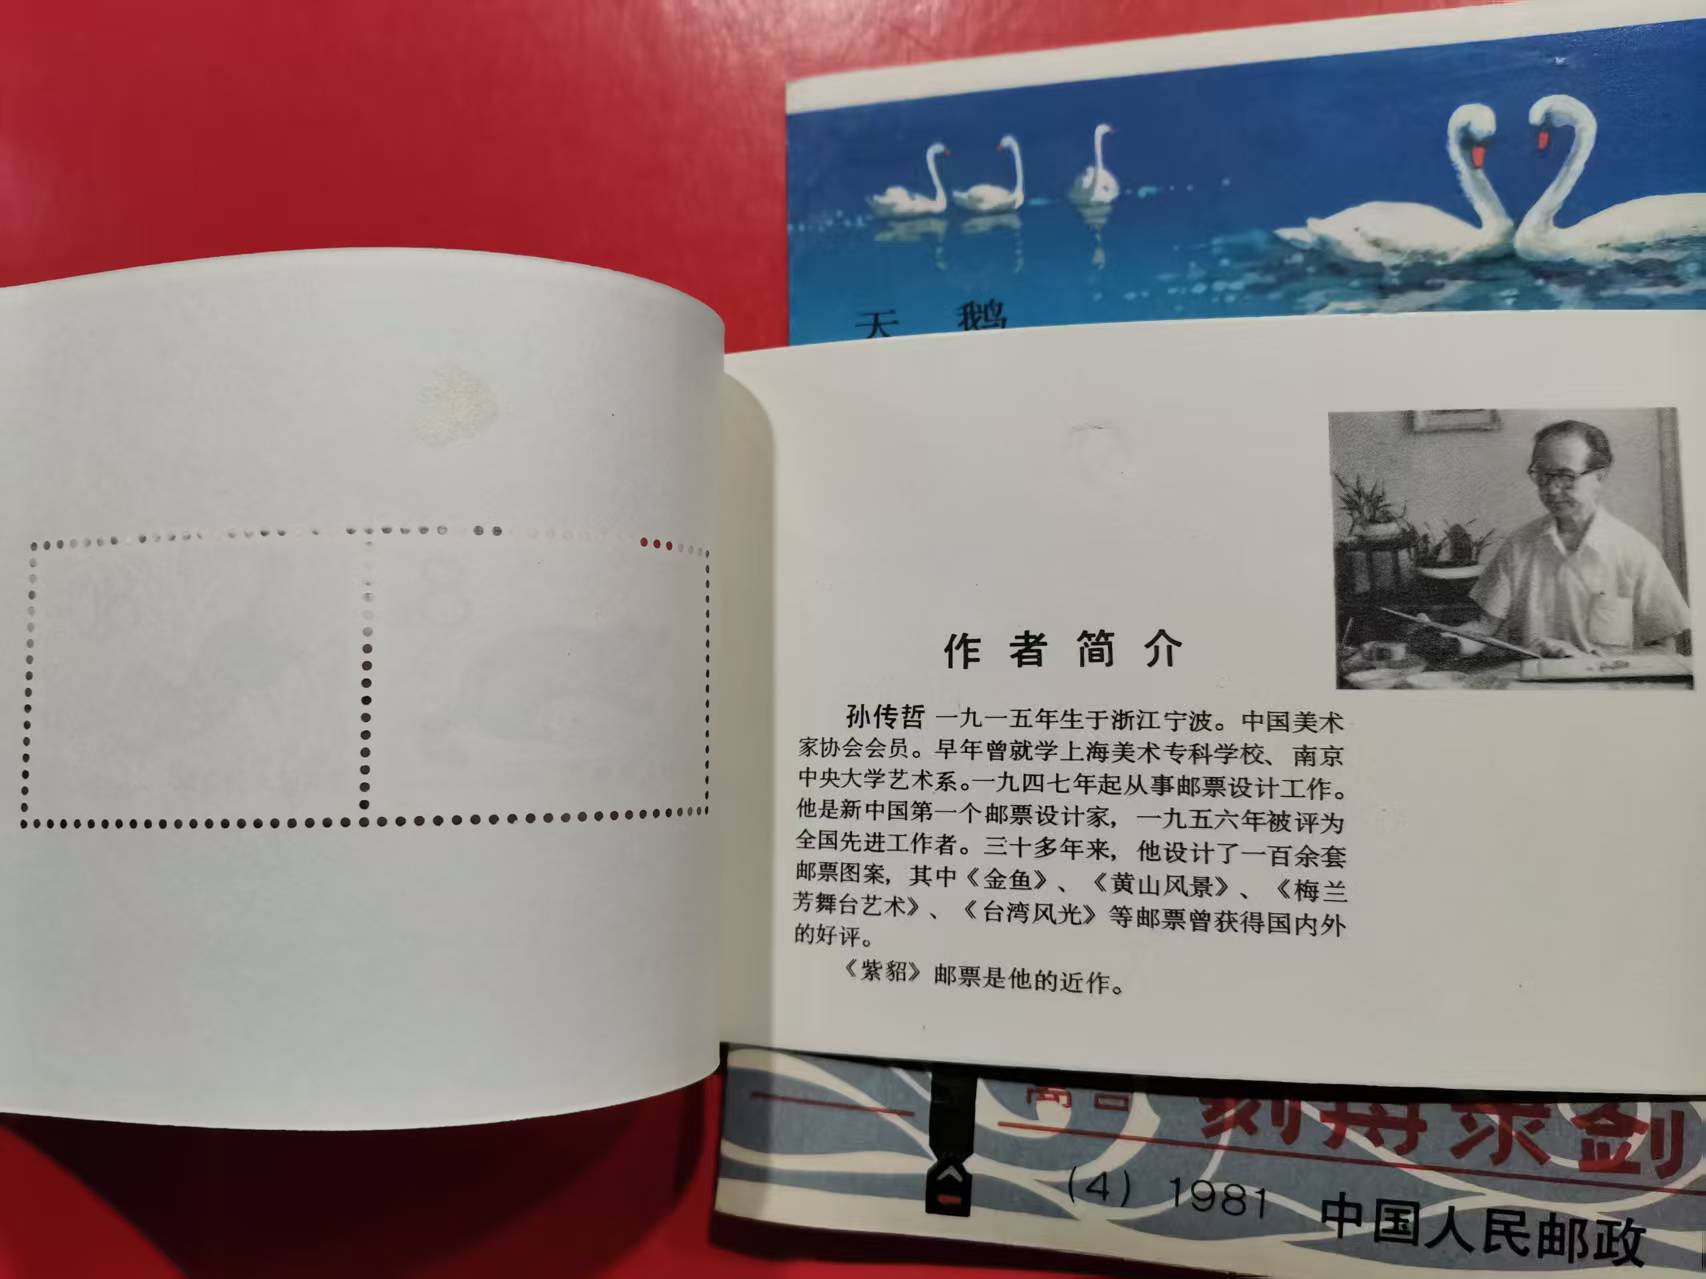 天 鹅
作者简介
孙传哲 一九一五年生于浙江宁波。中国美术
家协会会员。早年曾就学上海美术专科学校、南京
中央大学艺术系。一九四七年起从事邮票设计工作。
他是新中国第一个邮票设计家，一九五六年被评为
全国先进工作者。三十多年来，他设计了一百余套
邮票图案，其中《金鱼》、《黄山风景》、《梅兰
芳舞台艺术》、《台湾风光》等邮票曾获得国内外
的好评。
《紫貂》邮票是他的近作。
寓言 刻舟求剑
(4) 1981 中国人民邮政